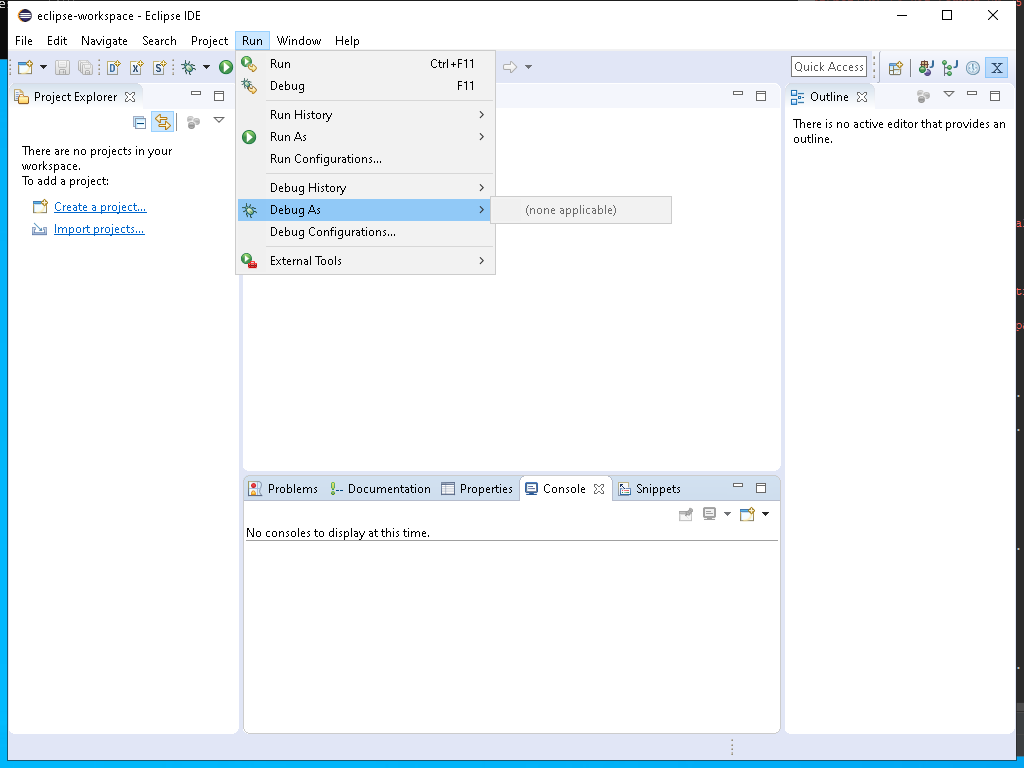 eclipse-workspace - Eclipse IDE
File Edit Navigate Search Project Run Window Help
Quick Access
Project Explorer
There are no projects in your
workspace.
To add a project:
Create a project...
Import projects...
Run Ctrl+F11
Debug F11
Run History
Run As
Run Configurations...
Debug History
Debug As
(none applicable)
Debug Configurations...
External Tools
Outline
There is no active editor that provides an
outline.
Problems Documentation Properties Console Snippets
No consoles to display at this time.